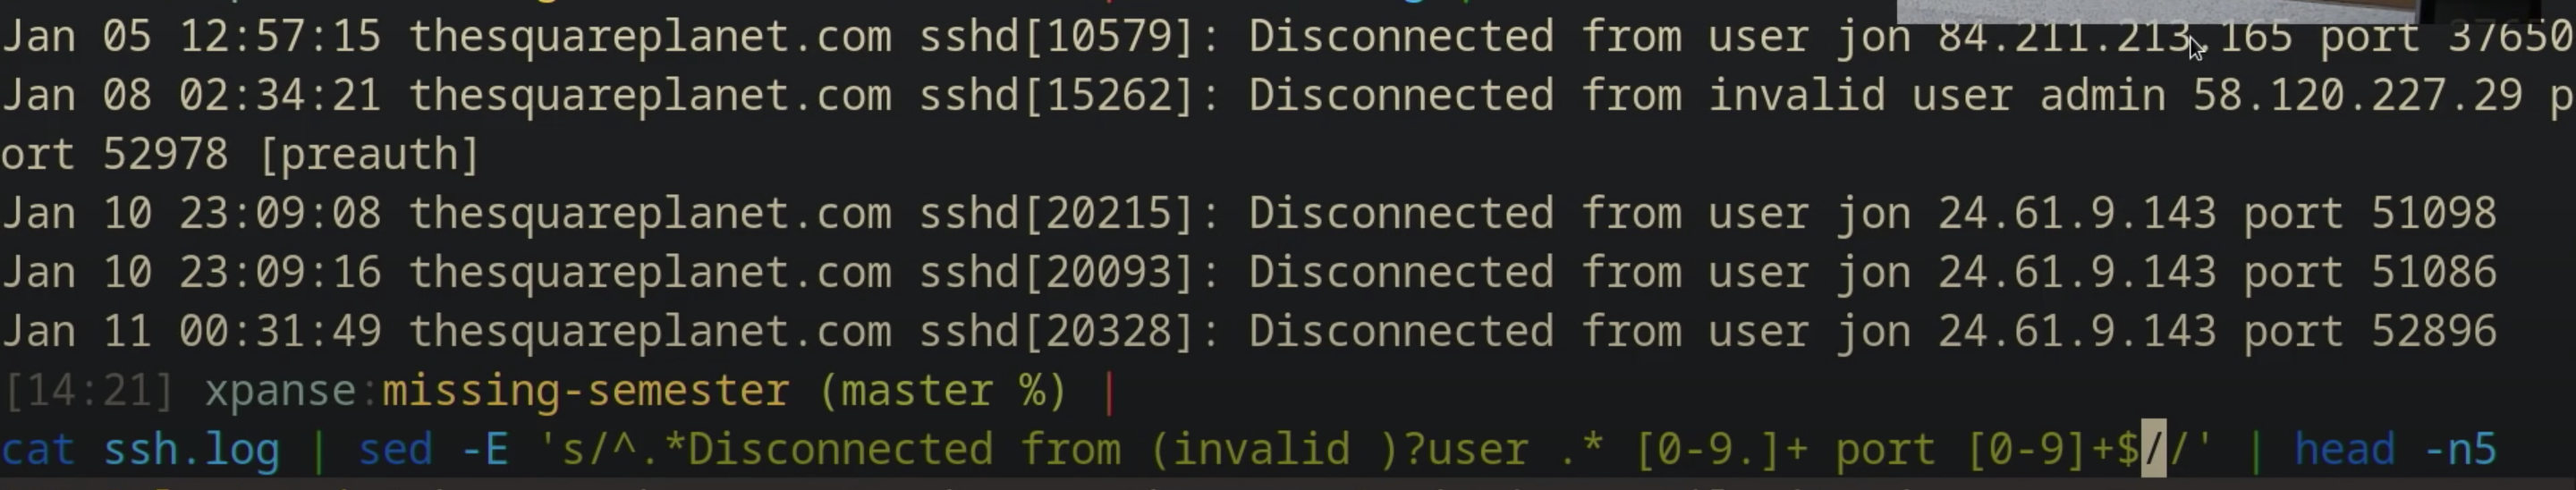 Jan 05 12:57:15 thesquareplanet.com sshd[10579]: Disconnected from user jon 84.211.213.165 port 37650
Jan 08 02:34:21 thesquareplanet.com sshd[15262]: Disconnected from invalid user admin 58.120.227.29 p
ort 52978 [preauth]
Jan 10 23:09:08 thesquareplanet.com sshd[20215]: Disconnected from user jon 24.61.9.143 port 51098
Jan 10 23:09:16 thesquareplanet.com sshd[20093]: Disconnected from user jon 24.61.9.143 port 51086
Jan 11 00:31:49 thesquareplanet.com sshd[20328]: Disconnected from user jon 24.61.9.143 port 52896
[14:21] xpanse:missing-semester (master %) |
cat ssh.log | sed -E 's/^.*Disconnected from (invalid )?user .* [0-9.]+ port [0-9]+$//' | head -n5